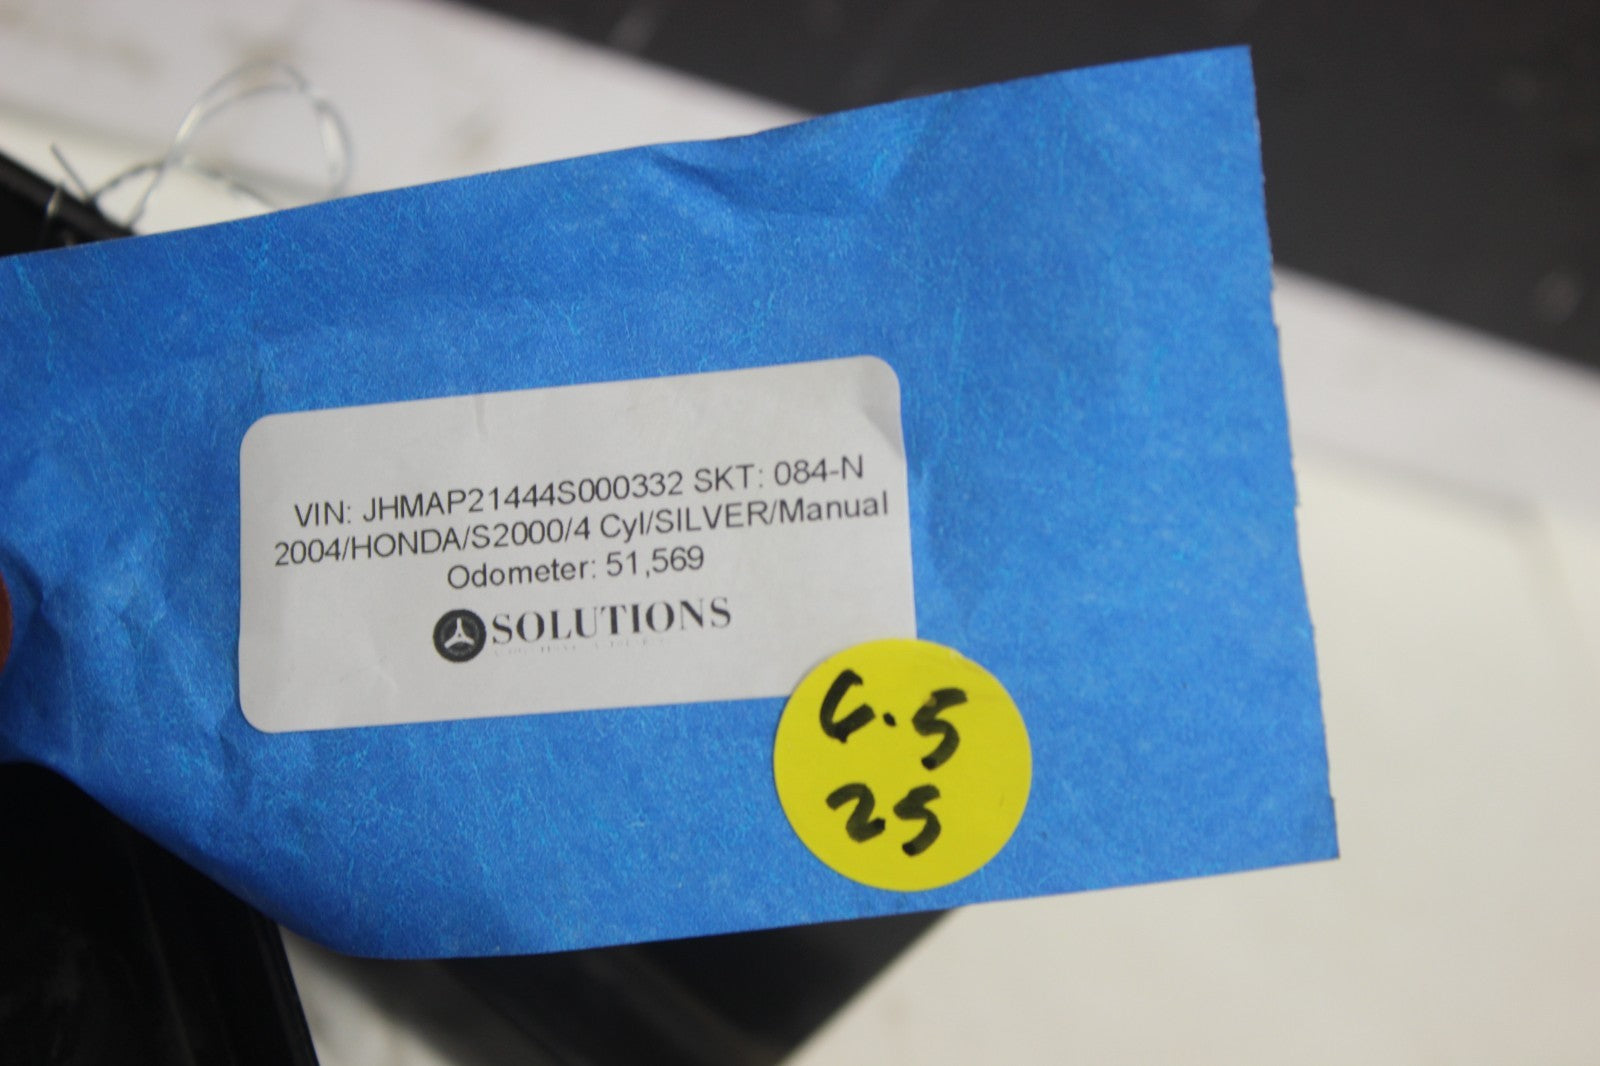 VIN: JHMAP21444S000332 SKT: 084-N
2004/HONDA/S2000/4 Cyl/SILVER/Manual
Odometer: 51,569
SOLUTIONS
6.5
25